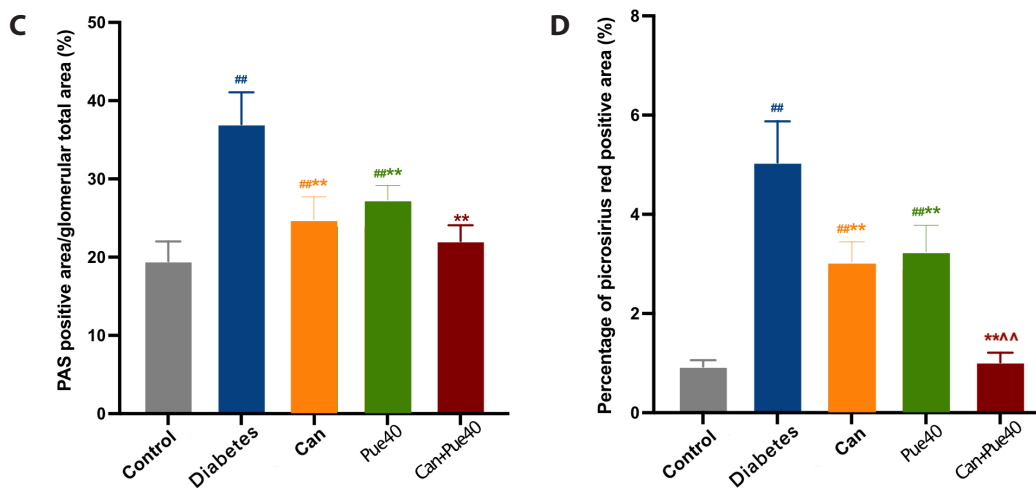 C
PAS positive area/glomerular total area (%)
50
40
30
20
10
0
##
##**
##**
**
Control
Diabetes
Can
Pue40
Can+Pue40
D
Percentage of picrosirius red positive area (%)
8
6
4
2
0
##
##**
##**
**^^
Control
Diabetes
Can
Pue40
Can+Pue40